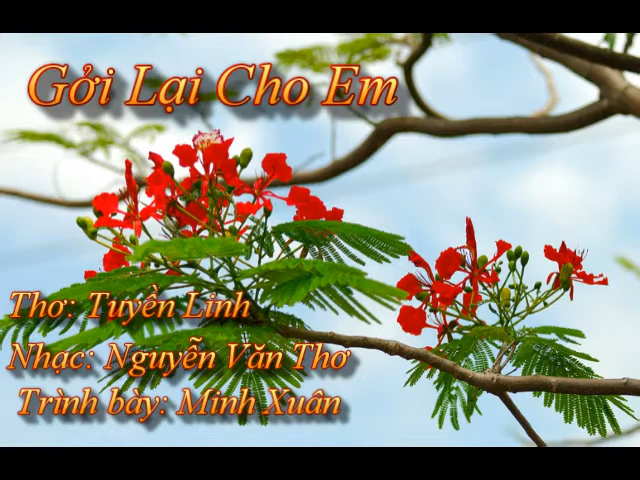 Gởi Lại Cho Em
Thơ: Tuyền Linh
Nhạc: Nguyễn Văn Thơ
Trình bày: Minh Xuân